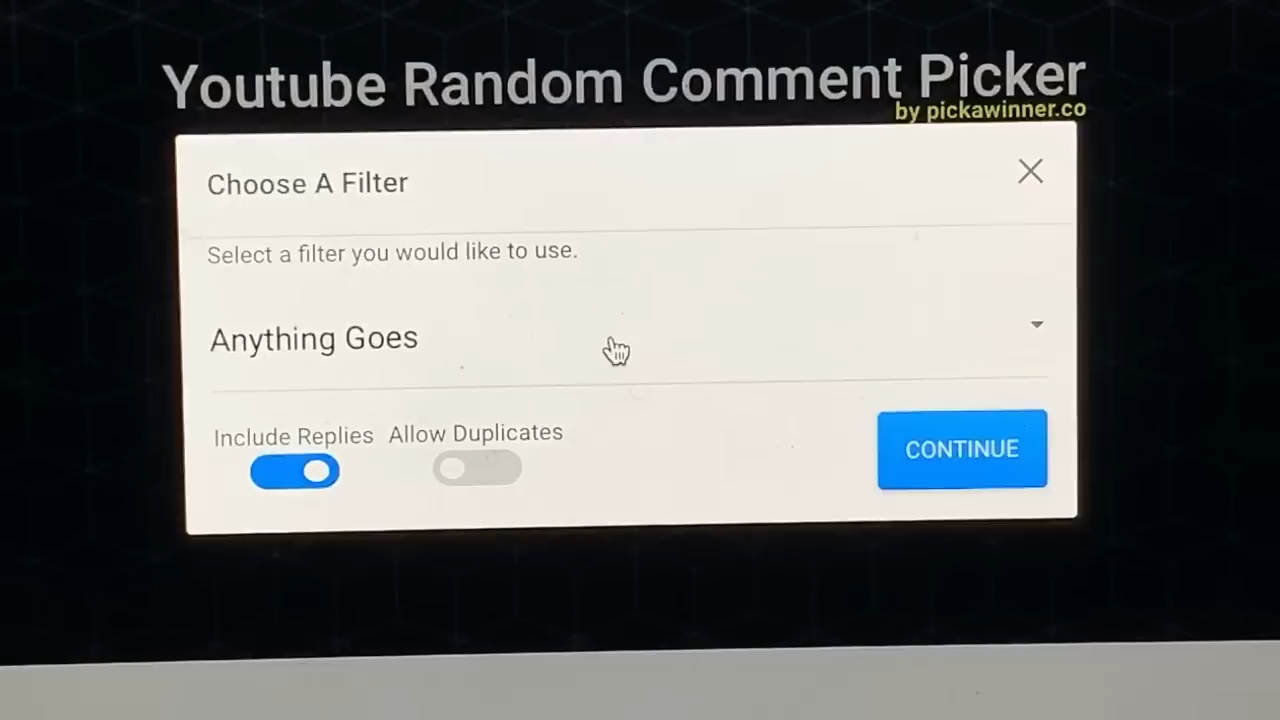 Youtube Random Comment Picker
by pickawinner.co
Choose A Filter
Select a filter you would like to use.
Anything Goes
Include Replies Allow Duplicates
CONTINUE